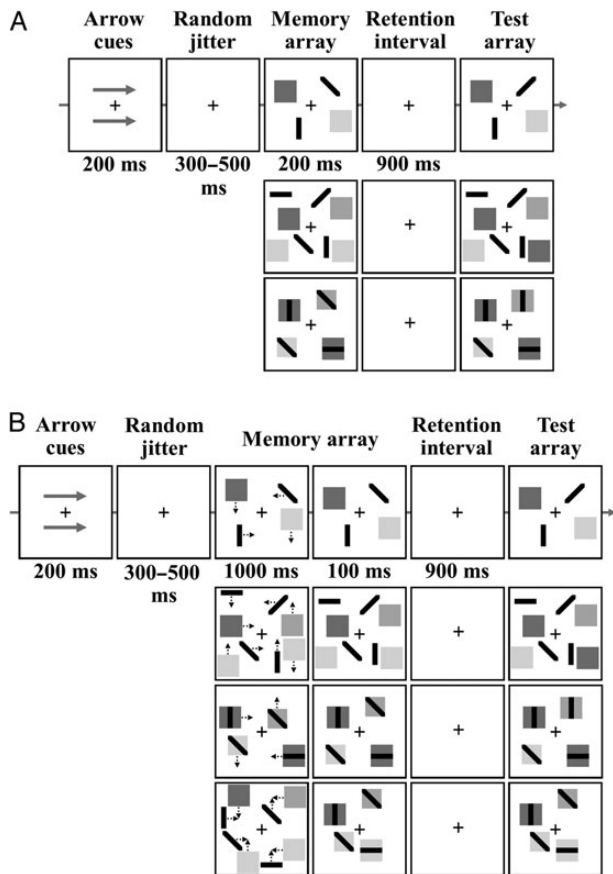 A
Arrow Random Memory Retention Test
cues jitter array interval array
200 ms 300–500 200 ms 900 ms
ms
B
Arrow Random Memory array Retention Test
cues jitter interval array
200 ms 300–500 1000 ms 100 ms 900 ms
ms